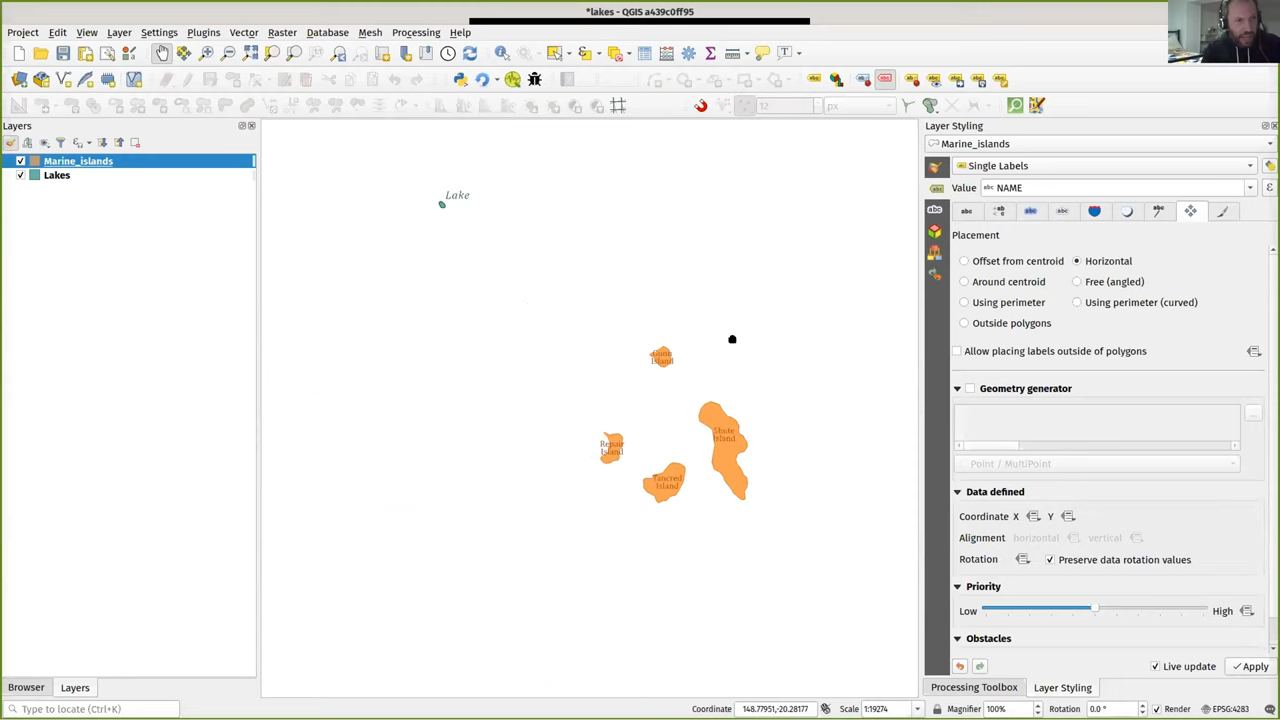 *lakes - QGIS a439c0ff95
Project Edit View Layer Settings Plugins Vector Raster Database Mesh Processing Help
12 px
Layers
Marine_islands
Lakes
Lake
Gunn
Island
Repair
Island
Shute
Island
Tancred
Island
Layer Styling
Marine_islands
Single Labels
Value abc NAME
Placement
Offset from centroid Horizontal
Around centroid Free (angled)
Using perimeter Using perimeter (curved)
Outside polygons
Allow placing labels outside of polygons
Geometry generator
Point / MultiPoint
Data defined
Coordinate X Y
Alignment horizontal vertical
Rotation Preserve data rotation values
Priority
Low High
Obstacles
Live update Apply
Browser Layers
Processing Toolbox Layer Styling
Type to locate (Ctrl+K)
Coordinate 148.77951,-20.28177 Scale 1:19274 Magnifier 100% Rotation 0.0 ° Render EPSG:4283